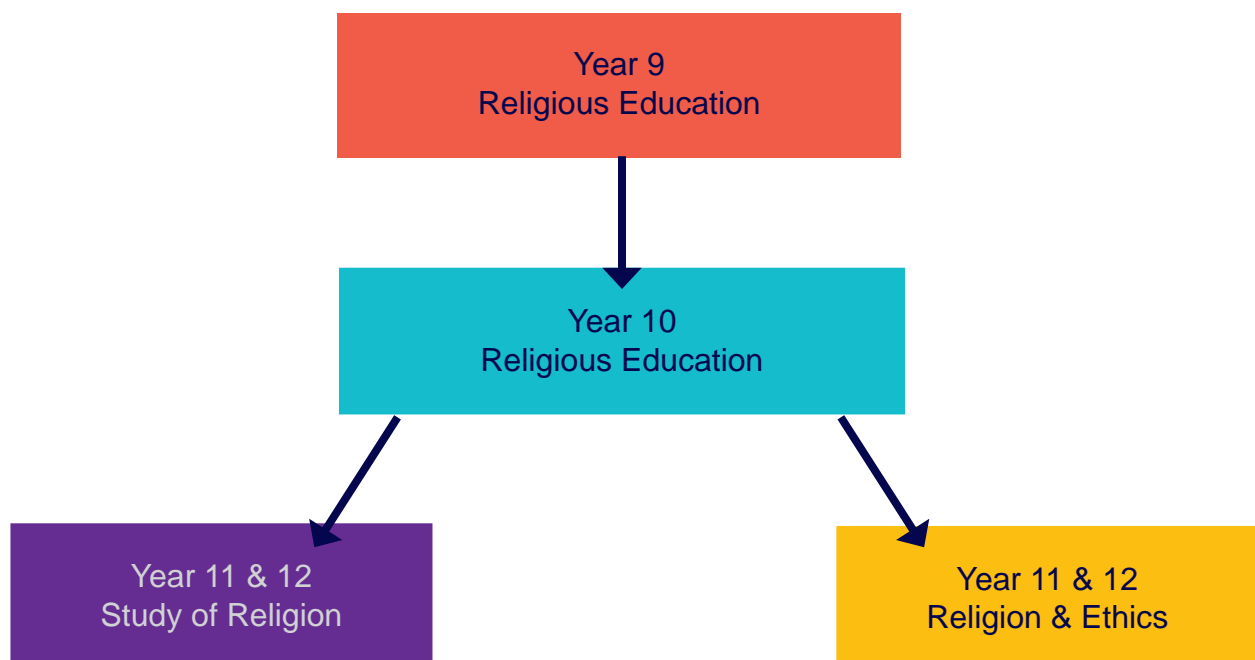 Year 9
Religious Education
Year 10
Religious Education
Year 11 & 12
Study of Religion
Year 11 & 12
Religion & Ethics